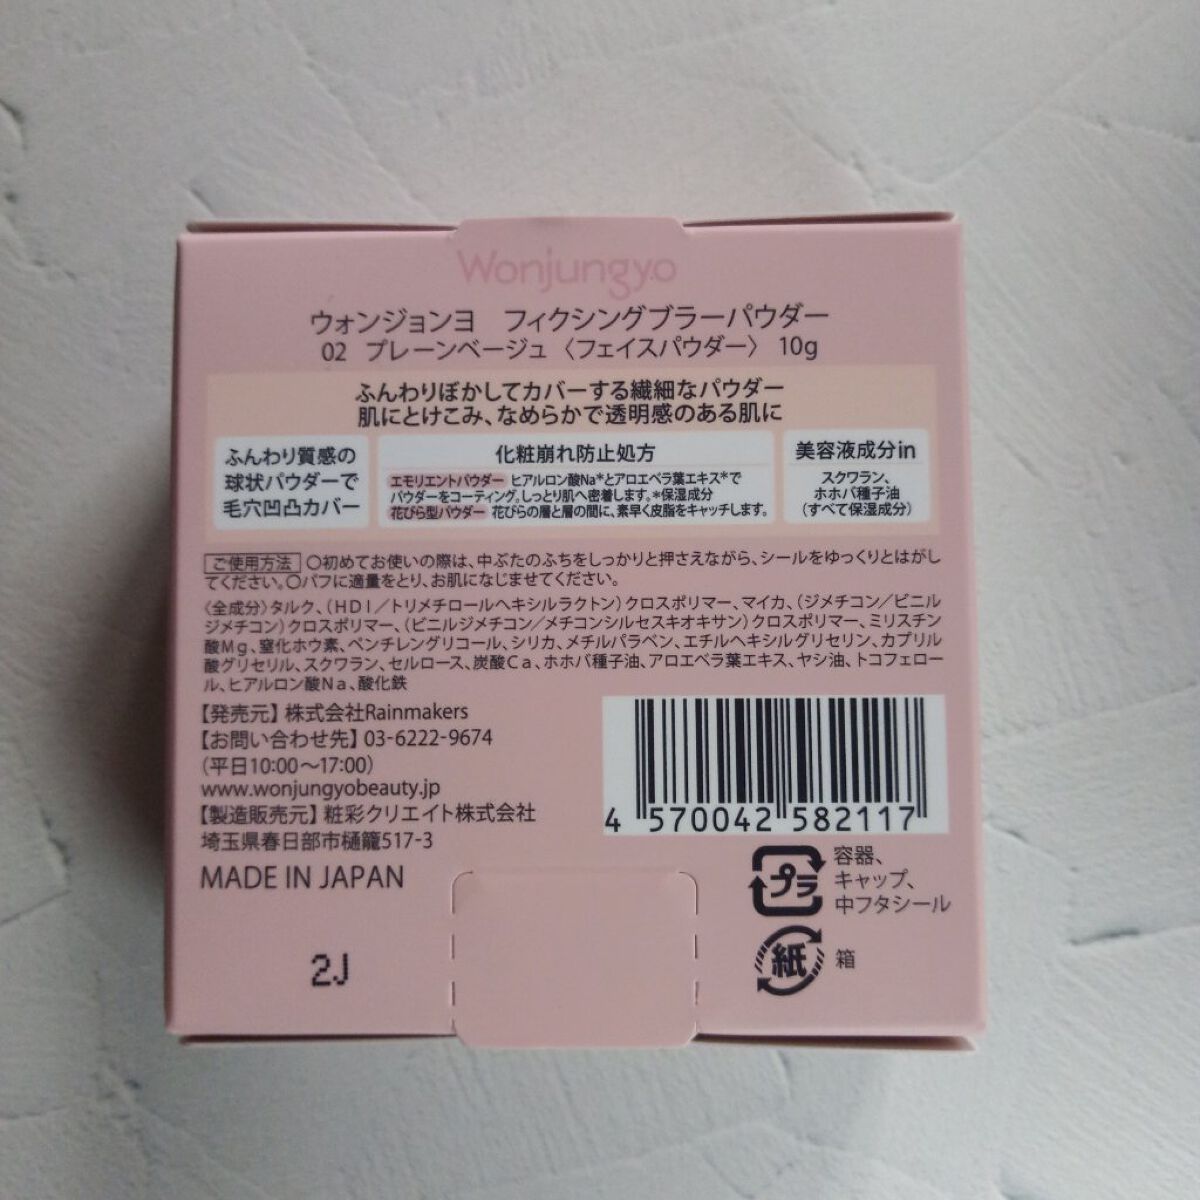 Wonjungyo
ウォンジョンヨ フィクシングブラーパウダー
02 プレーンベージュ〈フェイスパウダー〉 10g
ふんわりぼかしてカバーする繊細なパウダー
肌にとけこみ、なめらかで透明感のある肌に
ふんわり質感の
球状パウダーで
毛穴凹凸カバー
化粧崩れ防止処方
エモリエントパウダー ヒアルロン酸Na*とアロエベラ葉エキス*で
パウダーをコーティング。しっとり肌へ密着します。*保湿成分
花びら型パウダー 花びらの層と層の間に、素早く皮脂をキャッチします。
美容液成分in
スクワラン、
ホホバ種子油
(すべて保湿成分)
ご使用方法 〇初めてお使いの際は、中ぶたのふちをしっかりと押さえながら、シールをゆっくりとはがし
てください。〇パフに適量をとり、お肌になじませてください。
〈全成分〉タルク、(HDI/トリメチロールヘキシルラクトン)クロスポリマー、マイカ、(ジメチコン/ビニル
ジメチコン)クロスポリマー、(ビニルジメチコン/メチコンシルセスキオキサン)クロスポリマー、ミリスチン
酸Mg、窒化ホウ素、ペンチレングリコール、シリカ、メチルパラベン、エチルヘキシルグリセリン、カプリル
酸グリセリル、スクワラン、セルロース、炭酸Ca、ホホバ種子油、アロエベラ葉エキス、ヤシ油、トコフェロー
ル、ヒアルロン酸Na、酸化鉄
【発売元】株式会社Rainmakers
【お問い合わせ先】03-6222-9674
(平日10:00～17:00)
www.wonjungyobeauty.jp
【製造販売元】粧彩クリエイト株式会社
埼玉県春日部市樋籠517-3
MADE IN JAPAN
4 570042 582117
プラ
容器、
キャップ、
中フタシール
紙
箱
2J